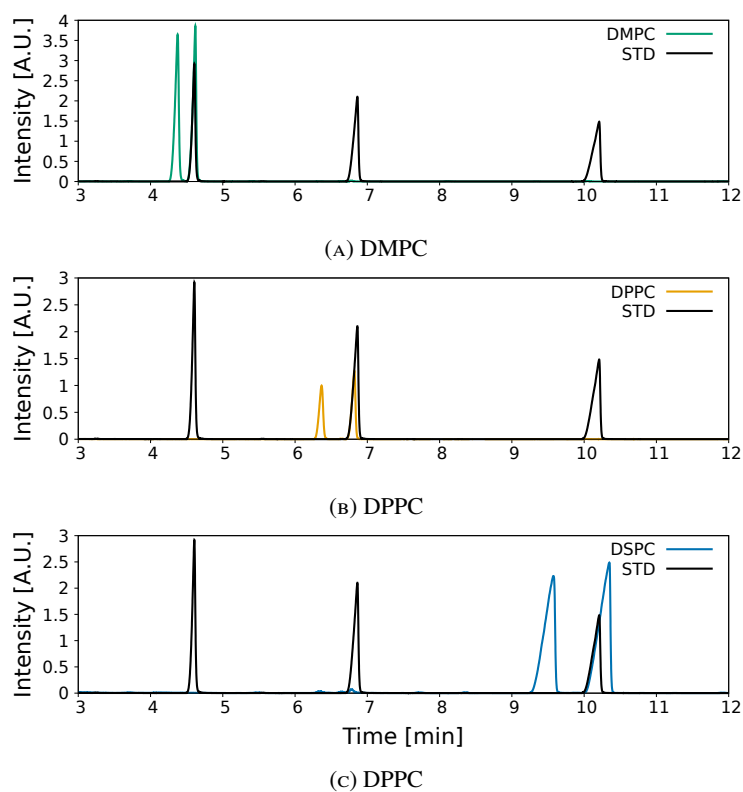 Intensity [A.U.]
4
3.5
3
2.5
2
1.5
1
0.5
0
DMPC
STD
3 4 5 6 7 8 9 10 11 12
(A) DMPC
Intensity [A.U.]
3
2.5
2
1.5
1
0.5
0
DPPC
STD
3 4 5 6 7 8 9 10 11 12
(B) DPPC
Intensity [A.U.]
3
2.5
2
1.5
1
0.5
0
DSPC
STD
3 4 5 6 7 8 9 10 11 12
Time [min]
(C) DPPC